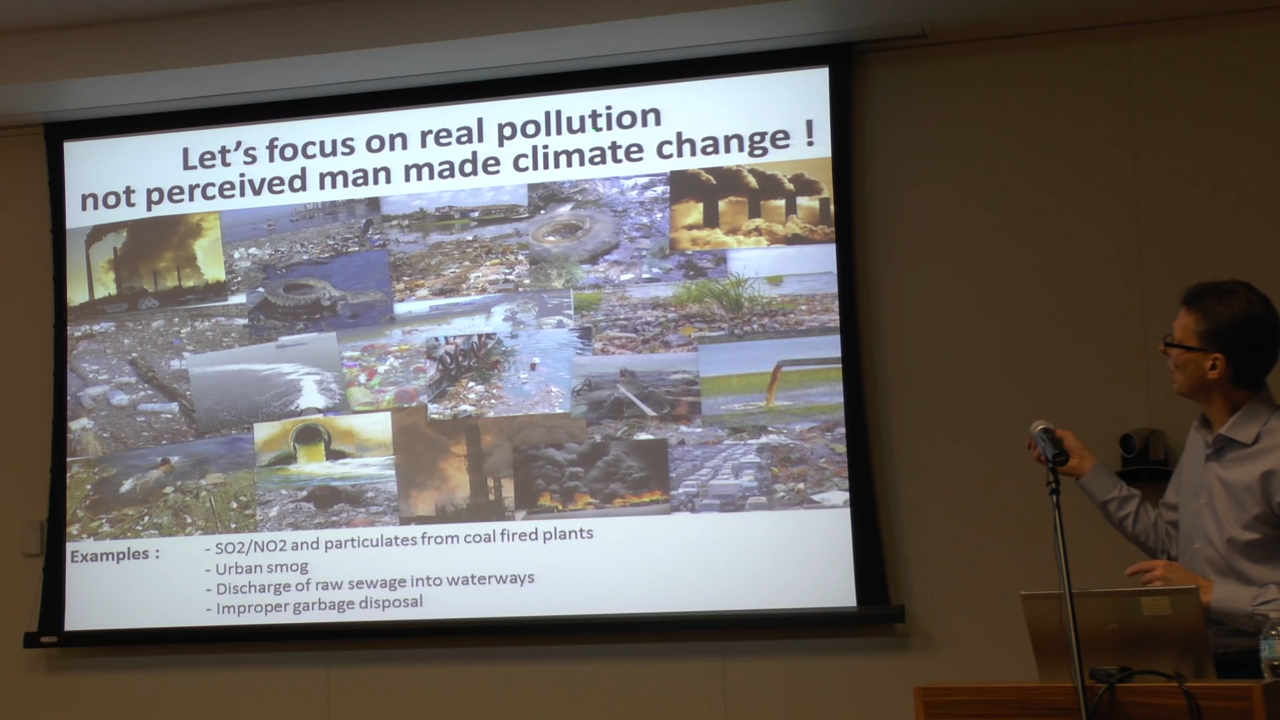 Let's focus on real pollution
not perceived man made climate change !
Examples : - SO2/NO2 and particulates from coal fired plants
- Urban smog
- Discharge of raw sewage into waterways
- Improper garbage disposal